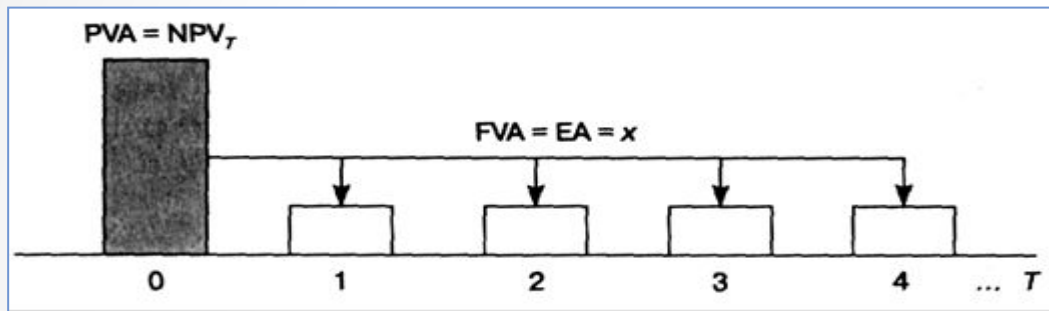 PVA = NPV_T
FVA = EA = x
0 1 2 3 4 ... T